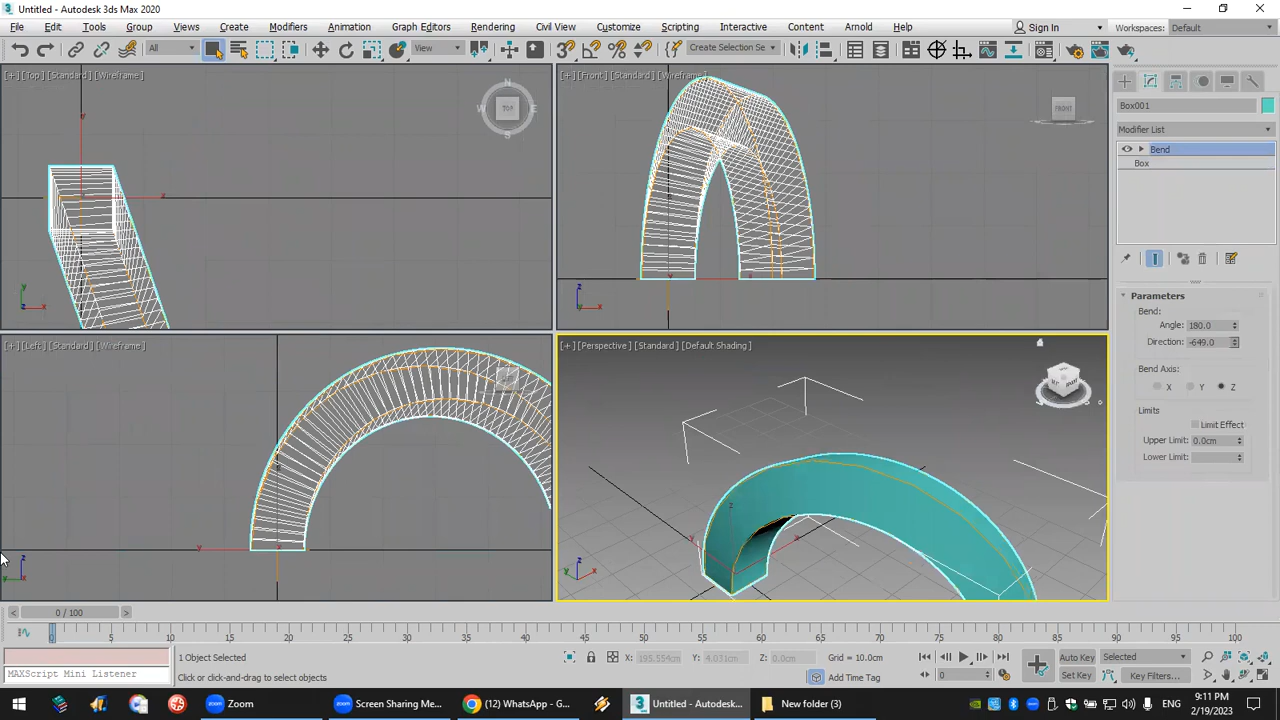 Untitled - Autodesk 3ds Max 2020
File Edit Tools Group Views Create Modifiers Animation Graph Editors Rendering Civil View Customize Scripting Interactive Content Arnold Help Sign In Workspaces: Default
All View Create Selection Se
[+] [Top] [Standard] [Wireframe]
[+] [Front] [Standard] [Wireframe]
N
W TOP E
S
FRONT
Box001
Modifier List
Bend
Box
y
x
z
y
x
z
x
[+] [Left] [Standard] [Wireframe]
[+] [Perspective] [Standard] [Default Shading]
Parameters
Bend:
Angle: 180.0
Direction: -649.0
Bend Axis:
X Y Z
Limits
Limit Effect
Upper Limit: 0.0cm
Lower Limit:
0 / 100
0 5 10 15 20 25 30 35 40 45 50 55 60 65 70 75 80 85 90 95 100
1 Object Selected
X: 195.554cm Y: 4.031cm Z: 0.0cm Grid = 10.0cm
Auto Key Selected
MAXScript Mini Listener
Click or click-and-drag to select objects
Add Time Tag
0
Set Key Key Filters...
Zoom
Screen Sharing Me...
(12) WhatsApp - G...
Untitled - Autodesk...
New folder (3)
ENG
9:11 PM
2/19/2023